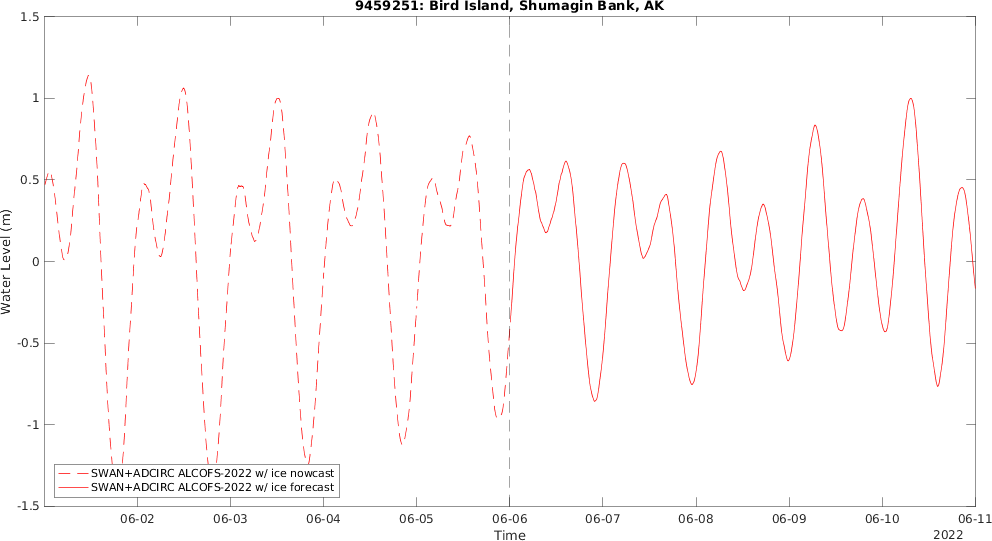 9459251: Bird Island, Shumagin Bank, AK
1.5
1
0.5
0
-0.5
-1
-1.5
Water Level (m)
SWAN+ADCIRC ALCOFS-2022 w/ ice nowcast
SWAN+ADCIRC ALCOFS-2022 w/ ice forecast
06-02 06-03 06-04 06-05 06-06 06-07 06-08 06-09 06-10 06-11
Time
2022